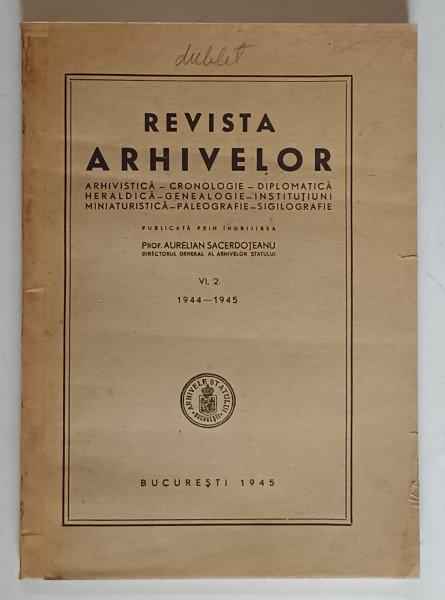 dublet
REVISTA
ARHIVELOR
ARHIVISTICĂ – CRONOLOGIE – DIPLOMATICĂ
HERALDICĂ – GENEALOGIE – INSTITUȚIUNI
MINIATURISTICĂ – PALEOGRAFIE – SIGILOGRAFIE
PUBLICATĂ PRIN ÎNGRIJIREA
PROF. AURELIAN SACERDOȚEANU
DIRECTORUL GENERAL AL ARHIVELOR STATULUI
VI. 2.
1944—1945
ARHIVELE STATULUI
BUCUREȘTI
BUCUREȘTI 1945